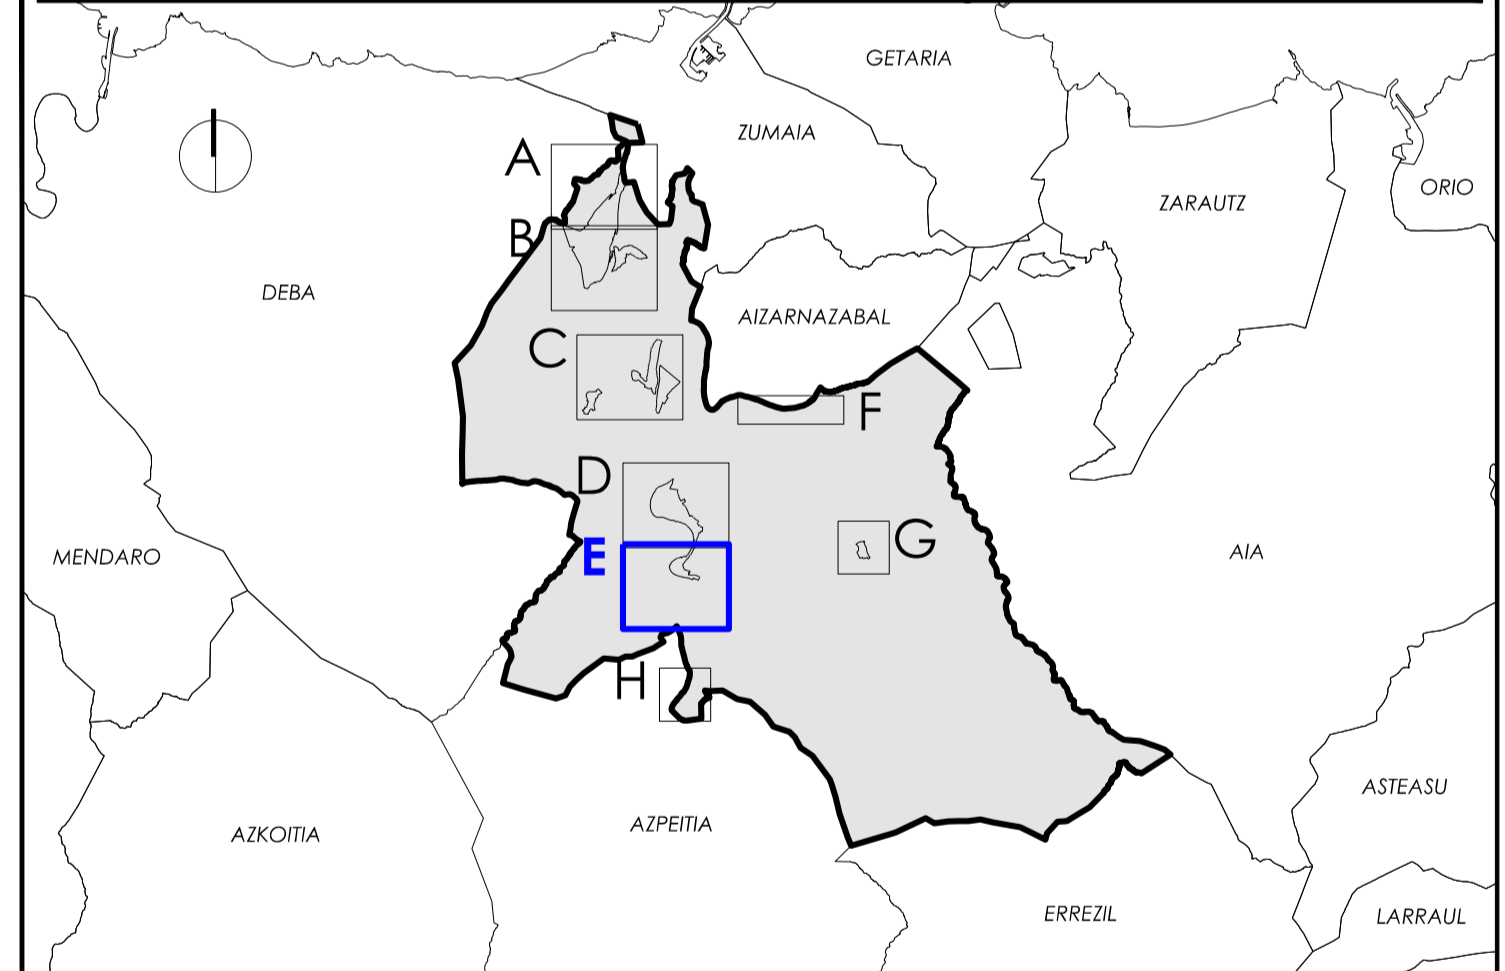 GETARIA
ZUMAIA
A
ORIO
ZARAUTZ
B
DEBA
AIZARNAZABAL
C
F
D
G
E
MENDARO
AIA
H
ASTEASU
AZPEITIA
AZKOITIA
ERREZIL
LARRAUL